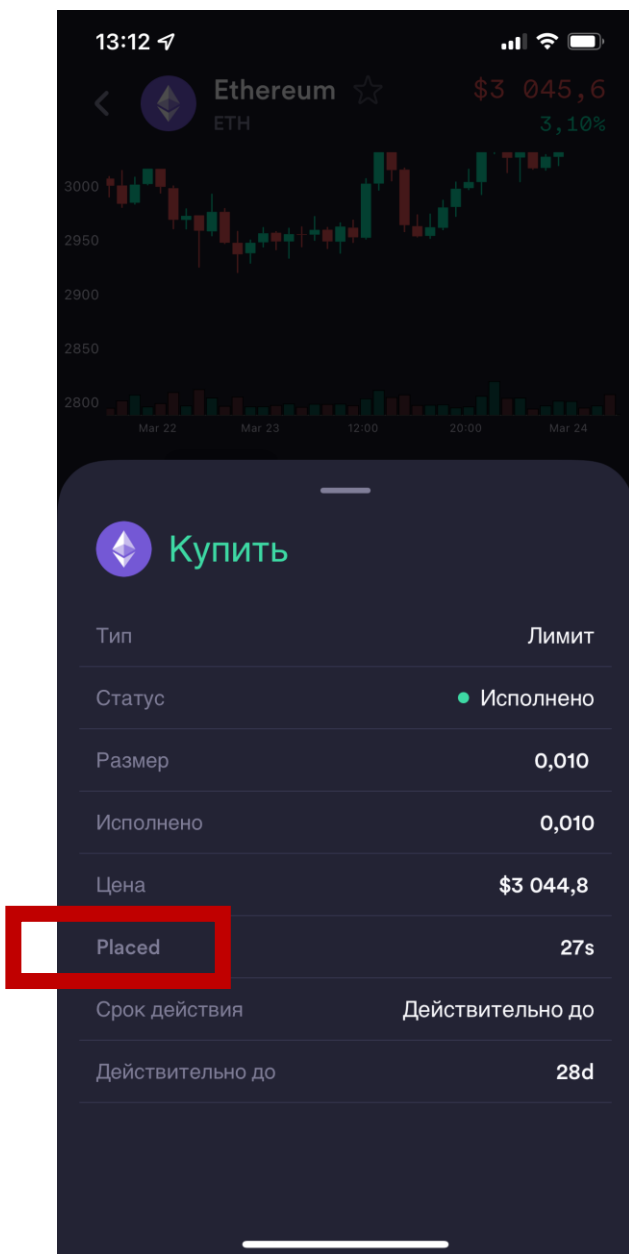 13:12
Ethereum
$3 045,6
ETH
3,10%
3000
2950
2900
2850
2800
Mar 22 Mar 23 12:00 20:00 Mar 24
Купить
Тип Лимит
Статус Исполнено
Размер 0,010
Исполнено 0,010
Цена $3 044,8
Placed 27s
Срок действия Действительно до
Действительно до 28d